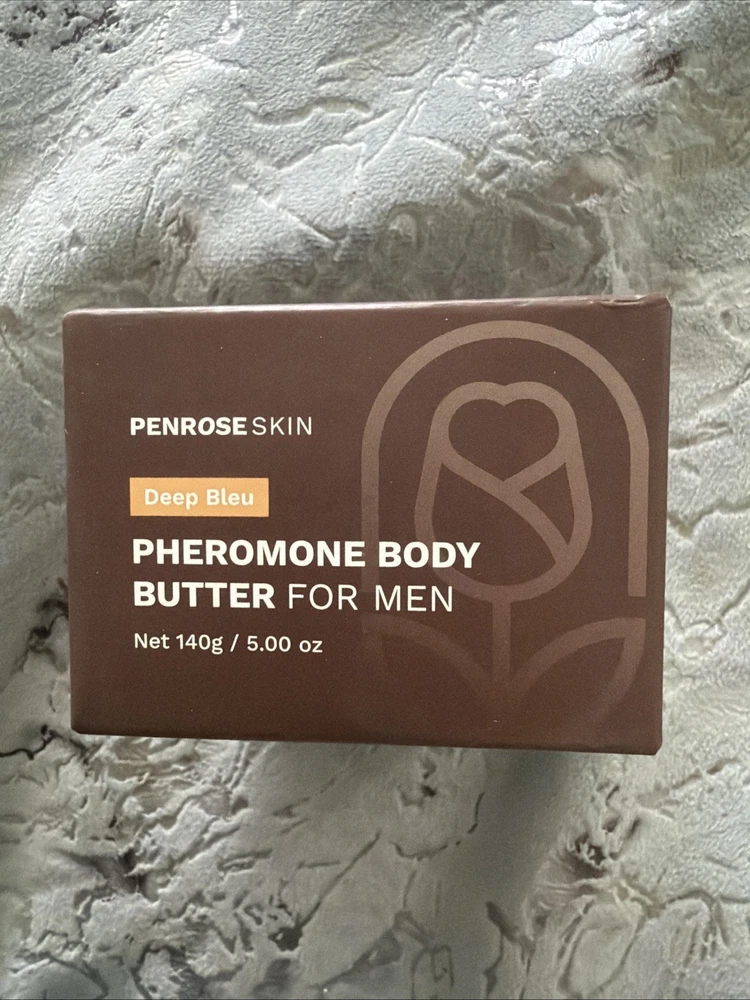 PENROSE SKIN
Deep Bleu
PHEROMONE BODY
BUTTER FOR MEN
Net 140g / 5.00 oz